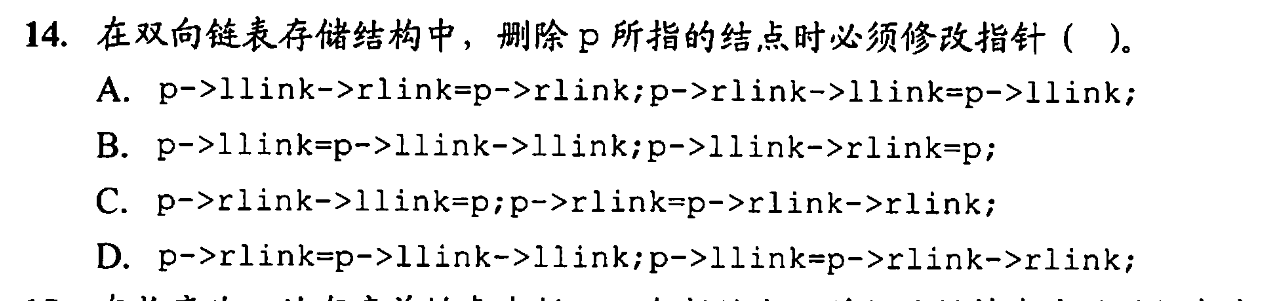 14. 在双向链表存储结构中，删除 p 所指的结点时必须修改指针（ ）。
A. p->llink->rlink=p->rlink;p->rlink->llink=p->llink;
B. p->llink=p->llink->llink;p->llink->rlink=p;
C. p->rlink->llink=p;p->rlink=p->rlink->rlink;
D. p->rlink=p->llink->llink;p->llink=p->rlink->rlink;